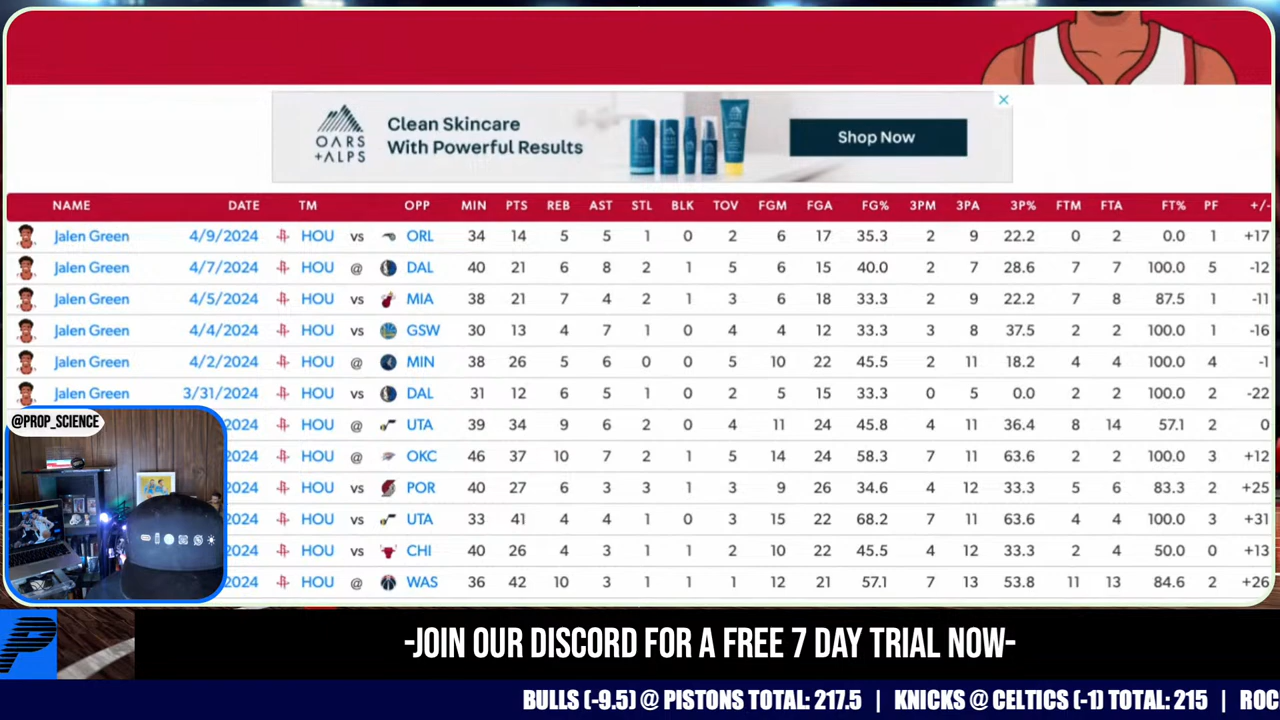 OARS
+ALPS
Clean Skincare
With Powerful Results
Shop Now
NAME DATE TM OPP MIN PTS REB AST STL BLK TOV FGM FGA FG% 3PM 3PA 3P% FTM FTA FT% PF +/-
Jalen Green 4/9/2024 HOU vs ORL 34 14 5 5 1 0 2 6 17 35.3 2 9 22.2 0 2 0.0 1 +17
Jalen Green 4/7/2024 HOU @ DAL 40 21 6 8 2 1 5 6 15 40.0 2 7 28.6 7 7 100.0 5 -12
Jalen Green 4/5/2024 HOU vs MIA 38 21 7 4 2 1 3 6 18 33.3 2 9 22.2 7 8 87.5 1 -11
Jalen Green 4/4/2024 HOU vs GSW 30 13 4 7 1 0 4 4 12 33.3 3 8 37.5 2 2 100.0 1 -16
Jalen Green 4/2/2024 HOU @ MIN 38 26 5 6 0 0 5 10 22 45.5 2 11 18.2 4 4 100.0 4 -1
Jalen Green 3/31/2024 HOU vs DAL 31 12 6 5 1 0 2 5 15 33.3 0 5 0.0 2 2 100.0 2 -22
@PROP_SCIENCE
2024 HOU @ UTA 39 34 9 6 2 0 4 11 24 45.8 4 11 36.4 8 14 57.1 2 0
2024 HOU @ OKC 46 37 10 7 2 1 5 14 24 58.3 7 11 63.6 2 2 100.0 3 +12
2024 HOU vs POR 40 27 6 3 3 1 3 9 26 34.6 4 12 33.3 5 6 83.3 2 +25
2024 HOU vs UTA 33 41 4 4 1 0 3 15 22 68.2 7 11 63.6 4 4 100.0 3 +31
2024 HOU vs CHI 40 26 4 3 1 1 2 10 22 45.5 4 12 33.3 2 4 50.0 0 +13
2024 HOU @ WAS 36 42 10 3 1 1 1 12 21 57.1 7 13 53.8 11 13 84.6 2 +26
-JOIN OUR DISCORD FOR A FREE 7 DAY TRIAL NOW-
BULLS (-9.5) @ PISTONS TOTAL: 217.5 | KNICKS @ CELTICS (-1) TOTAL: 215 | ROC